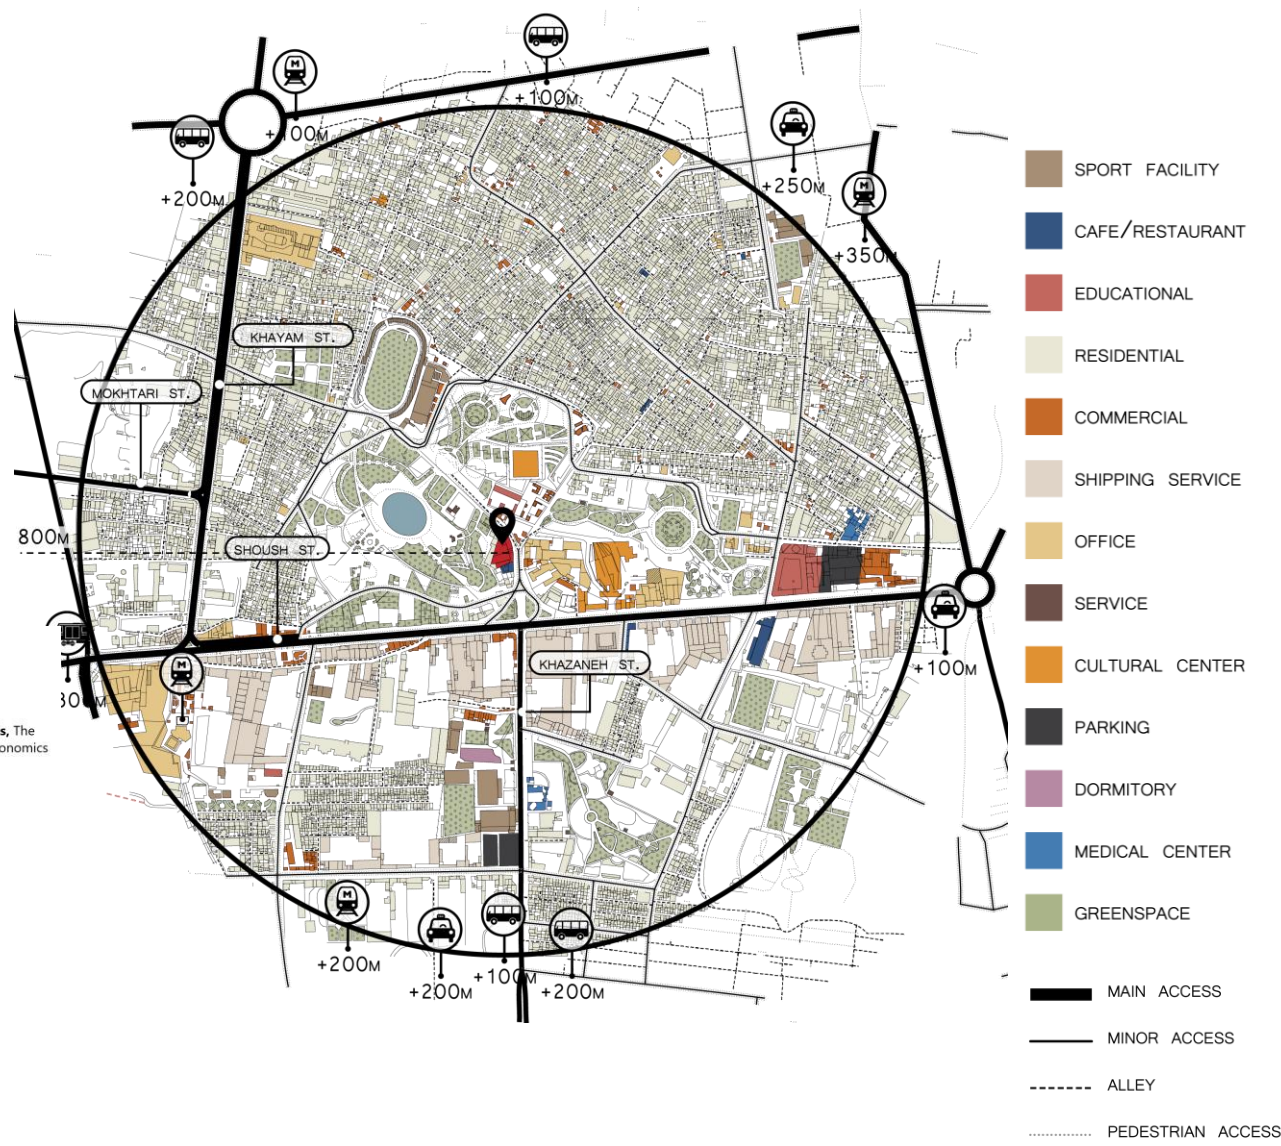 +100M
+100M
+200M
+250M
+350M
KHAYAM ST.
MOKHTARI ST.
800M
SHOUSH ST.
KHAZANEH ST.
+100M
s, The
onomics
+200M
+200M
+100M
+200M
SPORT FACILITY
CAFE/RESTAURANT
EDUCATIONAL
RESIDENTIAL
COMMERCIAL
SHIPPING SERVICE
OFFICE
SERVICE
CULTURAL CENTER
PARKING
DORMITORY
MEDICAL CENTER
GREENSPACE
MAIN ACCESS
MINOR ACCESS
ALLEY
PEDESTRIAN ACCESS